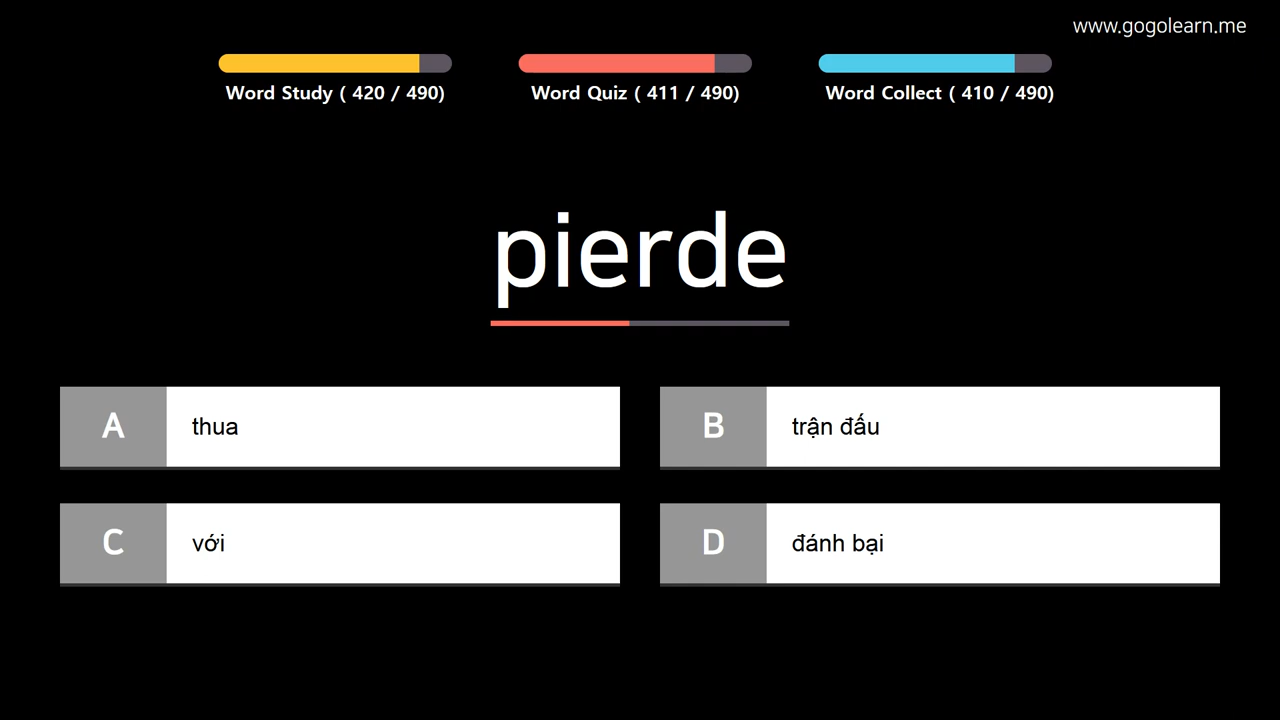 www.gogolearn.me
Word Study ( 420 / 490)
Word Quiz ( 411 / 490)
Word Collect ( 410 / 490)
pierde
A thua
B trận đấu
C với
D đánh bại